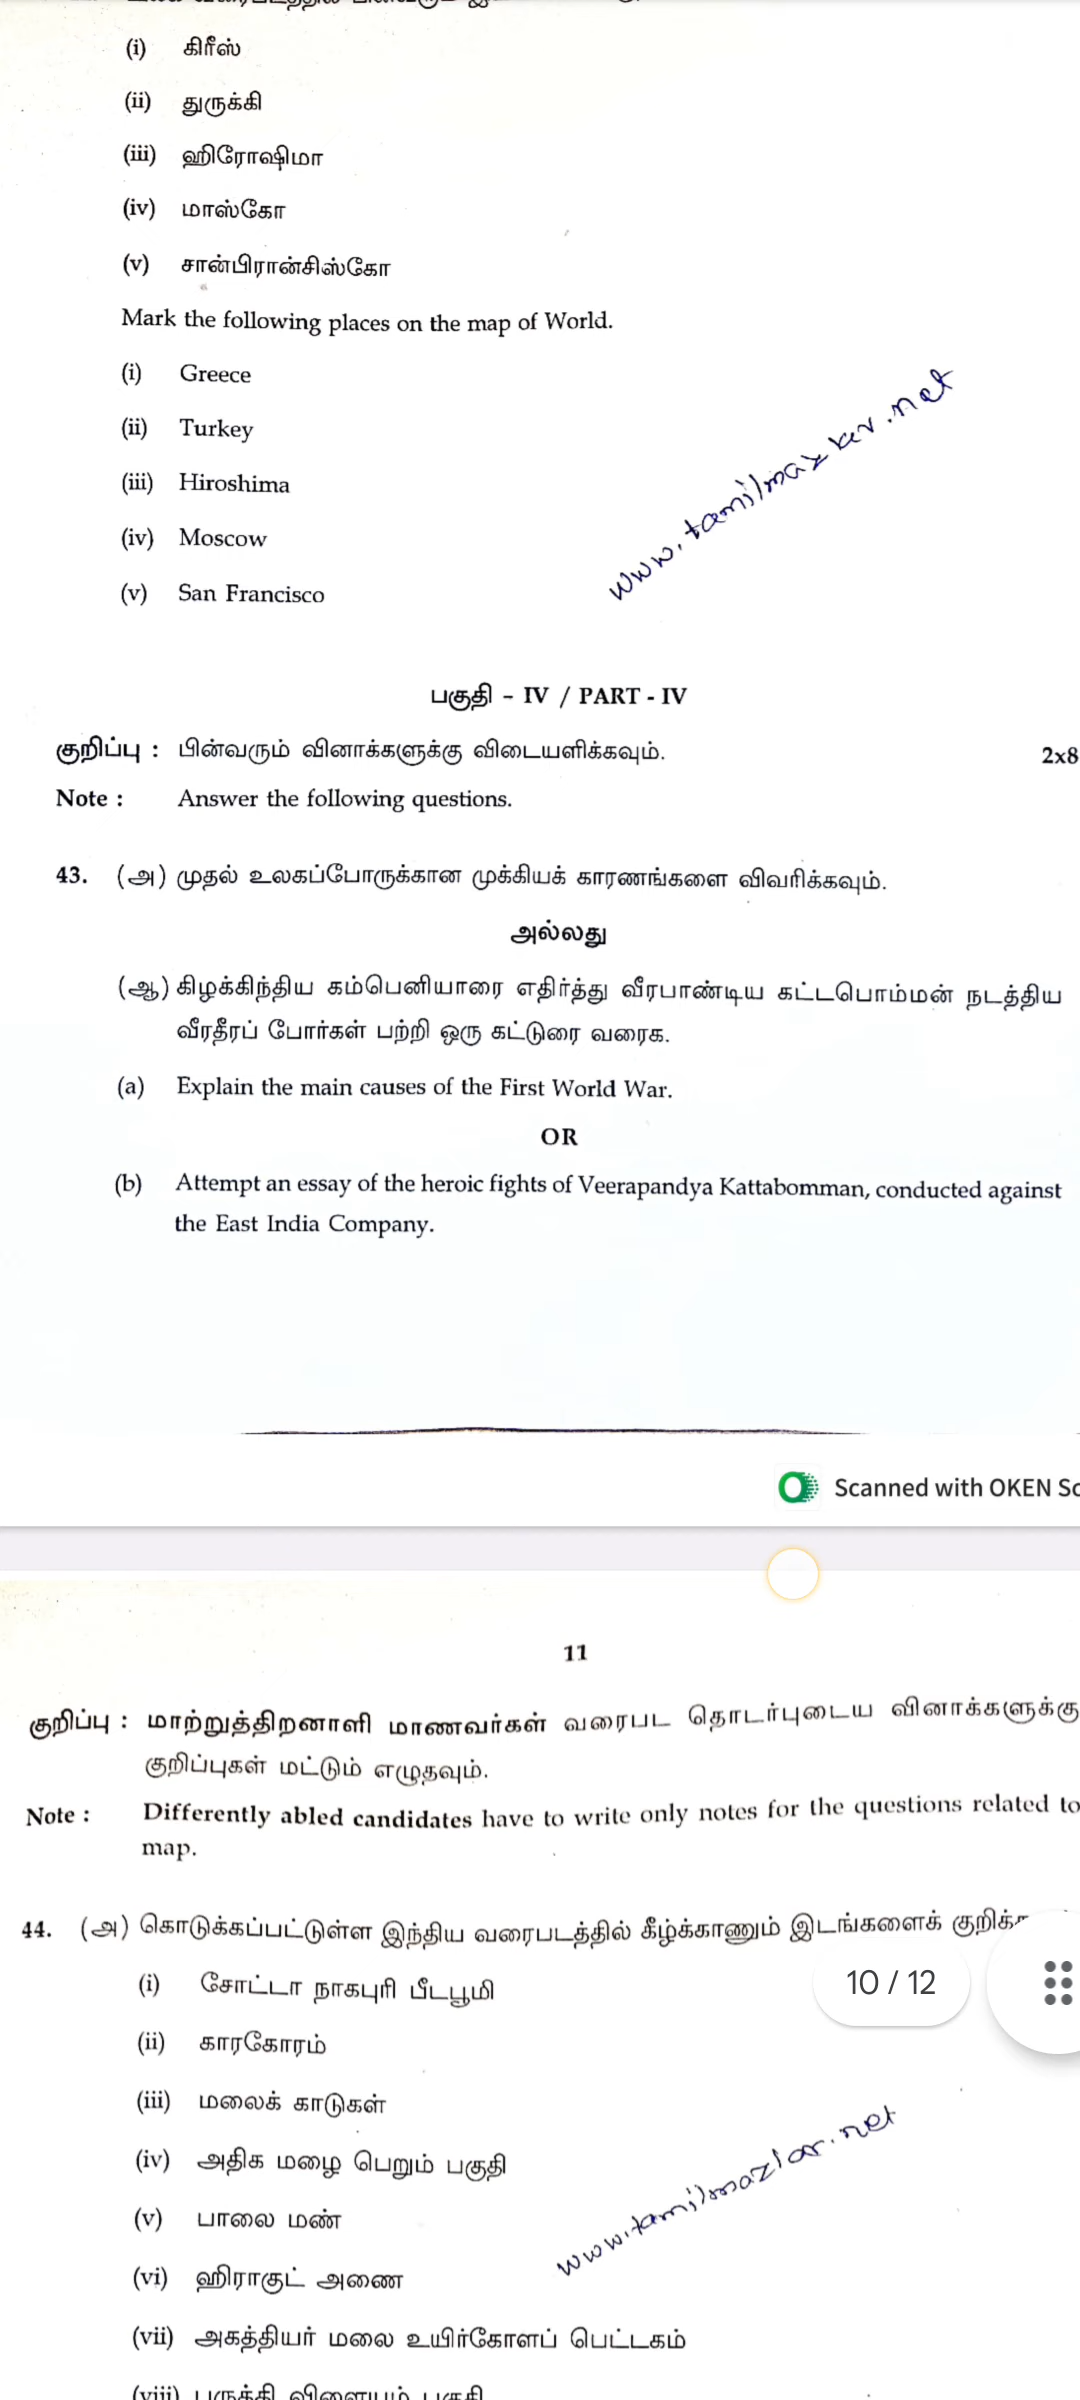 (i) கிரீஸ்
(ii) துருக்கி
(iii) ஹிரோஷிமா
(iv) மாஸ்கோ
(v) சான்பிரான்சிஸ்கோ
Mark the following places on the map of World.
(i) Greece
(ii) Turkey
(iii) Hiroshima
(iv) Moscow
(v) San Francisco
பகுதி - IV / PART - IV
குறிப்பு : பின்வரும் வினாக்களுக்கு விடையளிக்கவும். 2x8
Note : Answer the following questions.
43. (அ) முதல் உலகப்போருக்கான முக்கியக் காரணங்களை விவரிக்கவும்.
அல்லது
(ஆ) கிழக்கிந்திய கம்பெனியாரை எதிர்த்து வீரபாண்டிய கட்டபொம்மன் நடத்திய
வீரதீரப் போர்கள் பற்றி ஒரு கட்டுரை வரைக.
(a) Explain the main causes of the First World War.
OR
(b) Attempt an essay of the heroic fights of Veerapandya Kattabomman, conducted against
the East India Company.
Scanned with OKEN
11
குறிப்பு : மாற்றுத்திறனாளி மாணவர்கள் வரைபட தொடர்புடைய வினாக்களுக்கு
குறிப்புகள் மட்டும் எழுதவும்.
Note : Differently abled candidates have to write only notes for the questions related to
map.
44. (அ) கொடுக்கப்பட்டுள்ள இந்திய வரைபடத்தில் கீழ்க்காணும் இடங்களைக்
(i) சோட்டா நாகபுரி பீடபூமி
10 / 12
(ii) காரகோரம்
(iii) மலைக் காடுகள்
(iv) அதிக மழை பெறும் பகுதி
(v) பாலை மண்
(vi) ஹிராகுட் அணை
(vii) அகத்தியர் மலை உயிர்கோளப் பெட்டகம்
(viii) பருத்தி விளையும் பகுதி